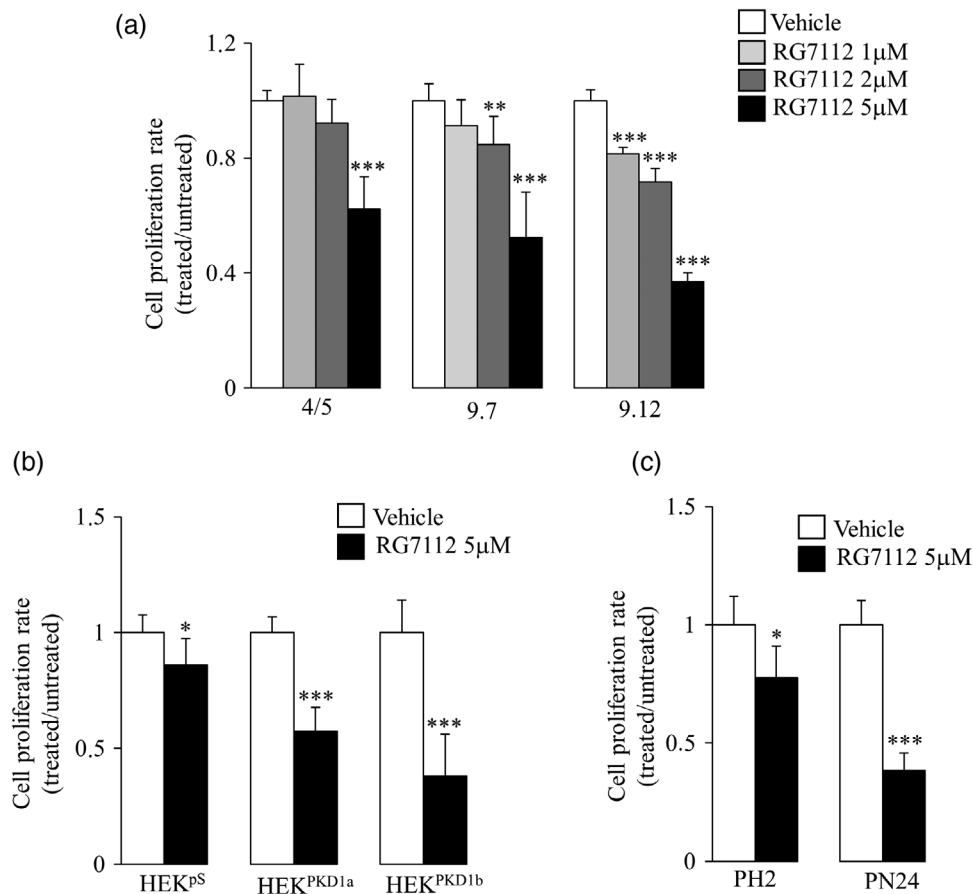 (a)
Vehicle
RG7112 1μM
RG7112 2μM
RG7112 5μM
Cell proliferation rate
(treated/untreated)
1.2
0.8
0.4
0
***
**
***
***
***
***
4/5 9.7 9.12
(b)
Vehicle
RG7112 5μM
Cell proliferation rate
(treated/untreated)
1.5
1
0.5
0
*
***
***
HEKpS HEKPKD1a HEKPKD1b
(c)
Vehicle
RG7112 5μM
Cell proliferation rate
(treated/untreated)
1.5
1
0.5
0
*
***
PH2 PN24